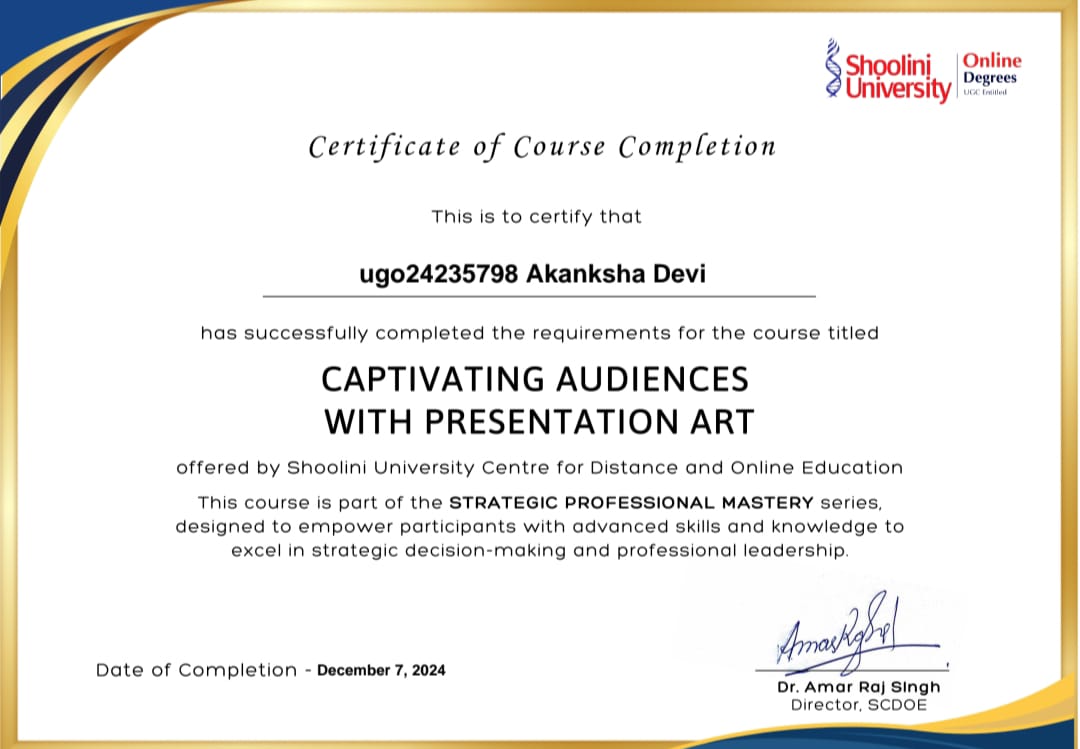 Shoolini
University
Online
Degrees
UGC Entitled
Certificate of Course Completion
This is to certify that
ugo24235798 Akanksha Devi
has successfully completed the requirements for the course titled
CAPTIVATING AUDIENCES
WITH PRESENTATION ART
offered by Shoolini University Centre for Distance and Online Education
This course is part of the STRATEGIC PROFESSIONAL MASTERY series,
designed to empower participants with advanced skills and knowledge to
excel in strategic decision-making and professional leadership.
Date of Completion - December 7, 2024
Dr. Amar Raj SIngh
Director, SCDOE